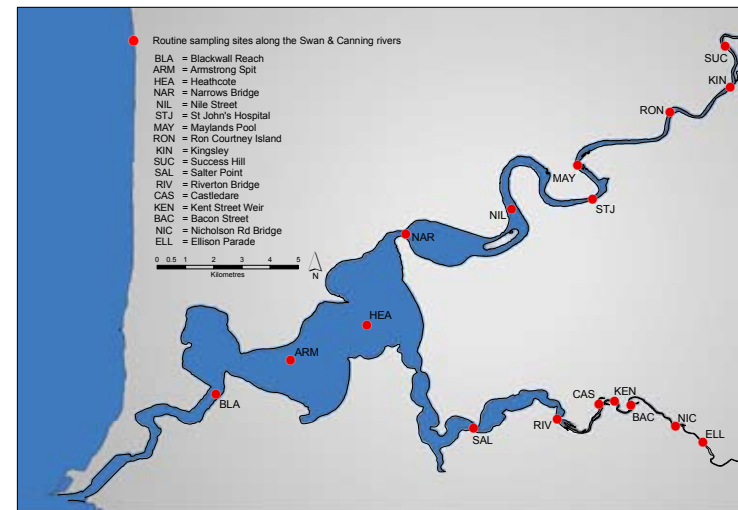 Routine sampling sites along the Swan & Canning rivers
BLA = Blackwall Reach
ARM = Armstrong Spit
HEA = Heathcote
NAR = Narrows Bridge
NIL = Nile Street
STJ = St John's Hospital
MAY = Maylands Pool
RON = Ron Courtney Island
KIN = Kingsley
SUC = Success Hill
SAL = Salter Point
RIV = Riverton Bridge
CAS = Castledare
KEN = Kent Street Weir
BAC = Bacon Street
NIC = Nicholson Rd Bridge
ELL = Ellison Parade
0 0.5 1 2 3 4 5
Kilometres
N
SUC
KIN
RON
MAY
STJ
NIL
NAR
HEA
ARM
BLA
SAL
RIV
CAS
KEN
BAC
NIC
ELL